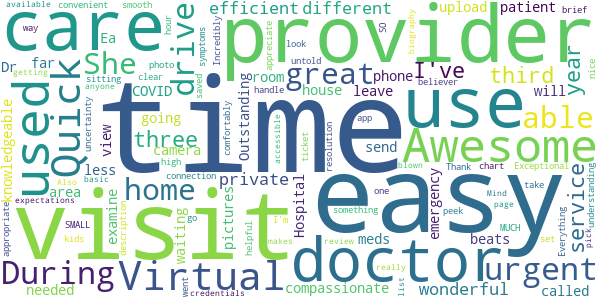 available convenient smooth
way hour
care
provider
efficient different
upload patient brief
Dr far Ea
She
drive
symptoms Incredibly
appreciate
look
untold
SO
biography
year
nice
getting
photo
clear
saved
sitting
anyone
COVID
room
great
phone
I've
third
will
Quick
used
knowledgeable
uncertainty
view
going
three
camera
less
basic
high
connection
examine
area
home
private
pictures
comfortably
Outstanding
house
handle
leave
believer
time
use
able
Awesome
send
accessible
ticket
resolution
app
blown
Thank
chart
Exceptional
one
take
Mind
page
peek
emergency
something
Hospital
easy
service
understanding
Everything
visit
appropriate
Also
expectations
SMALL
kids
description
Waiting
go
helpful
I'm
makes
review
really
doctor
meds
beats
MUCH
set
pick
urgent
During
Virtual
needed
went
credentials
compassionate
list
wonderful
called